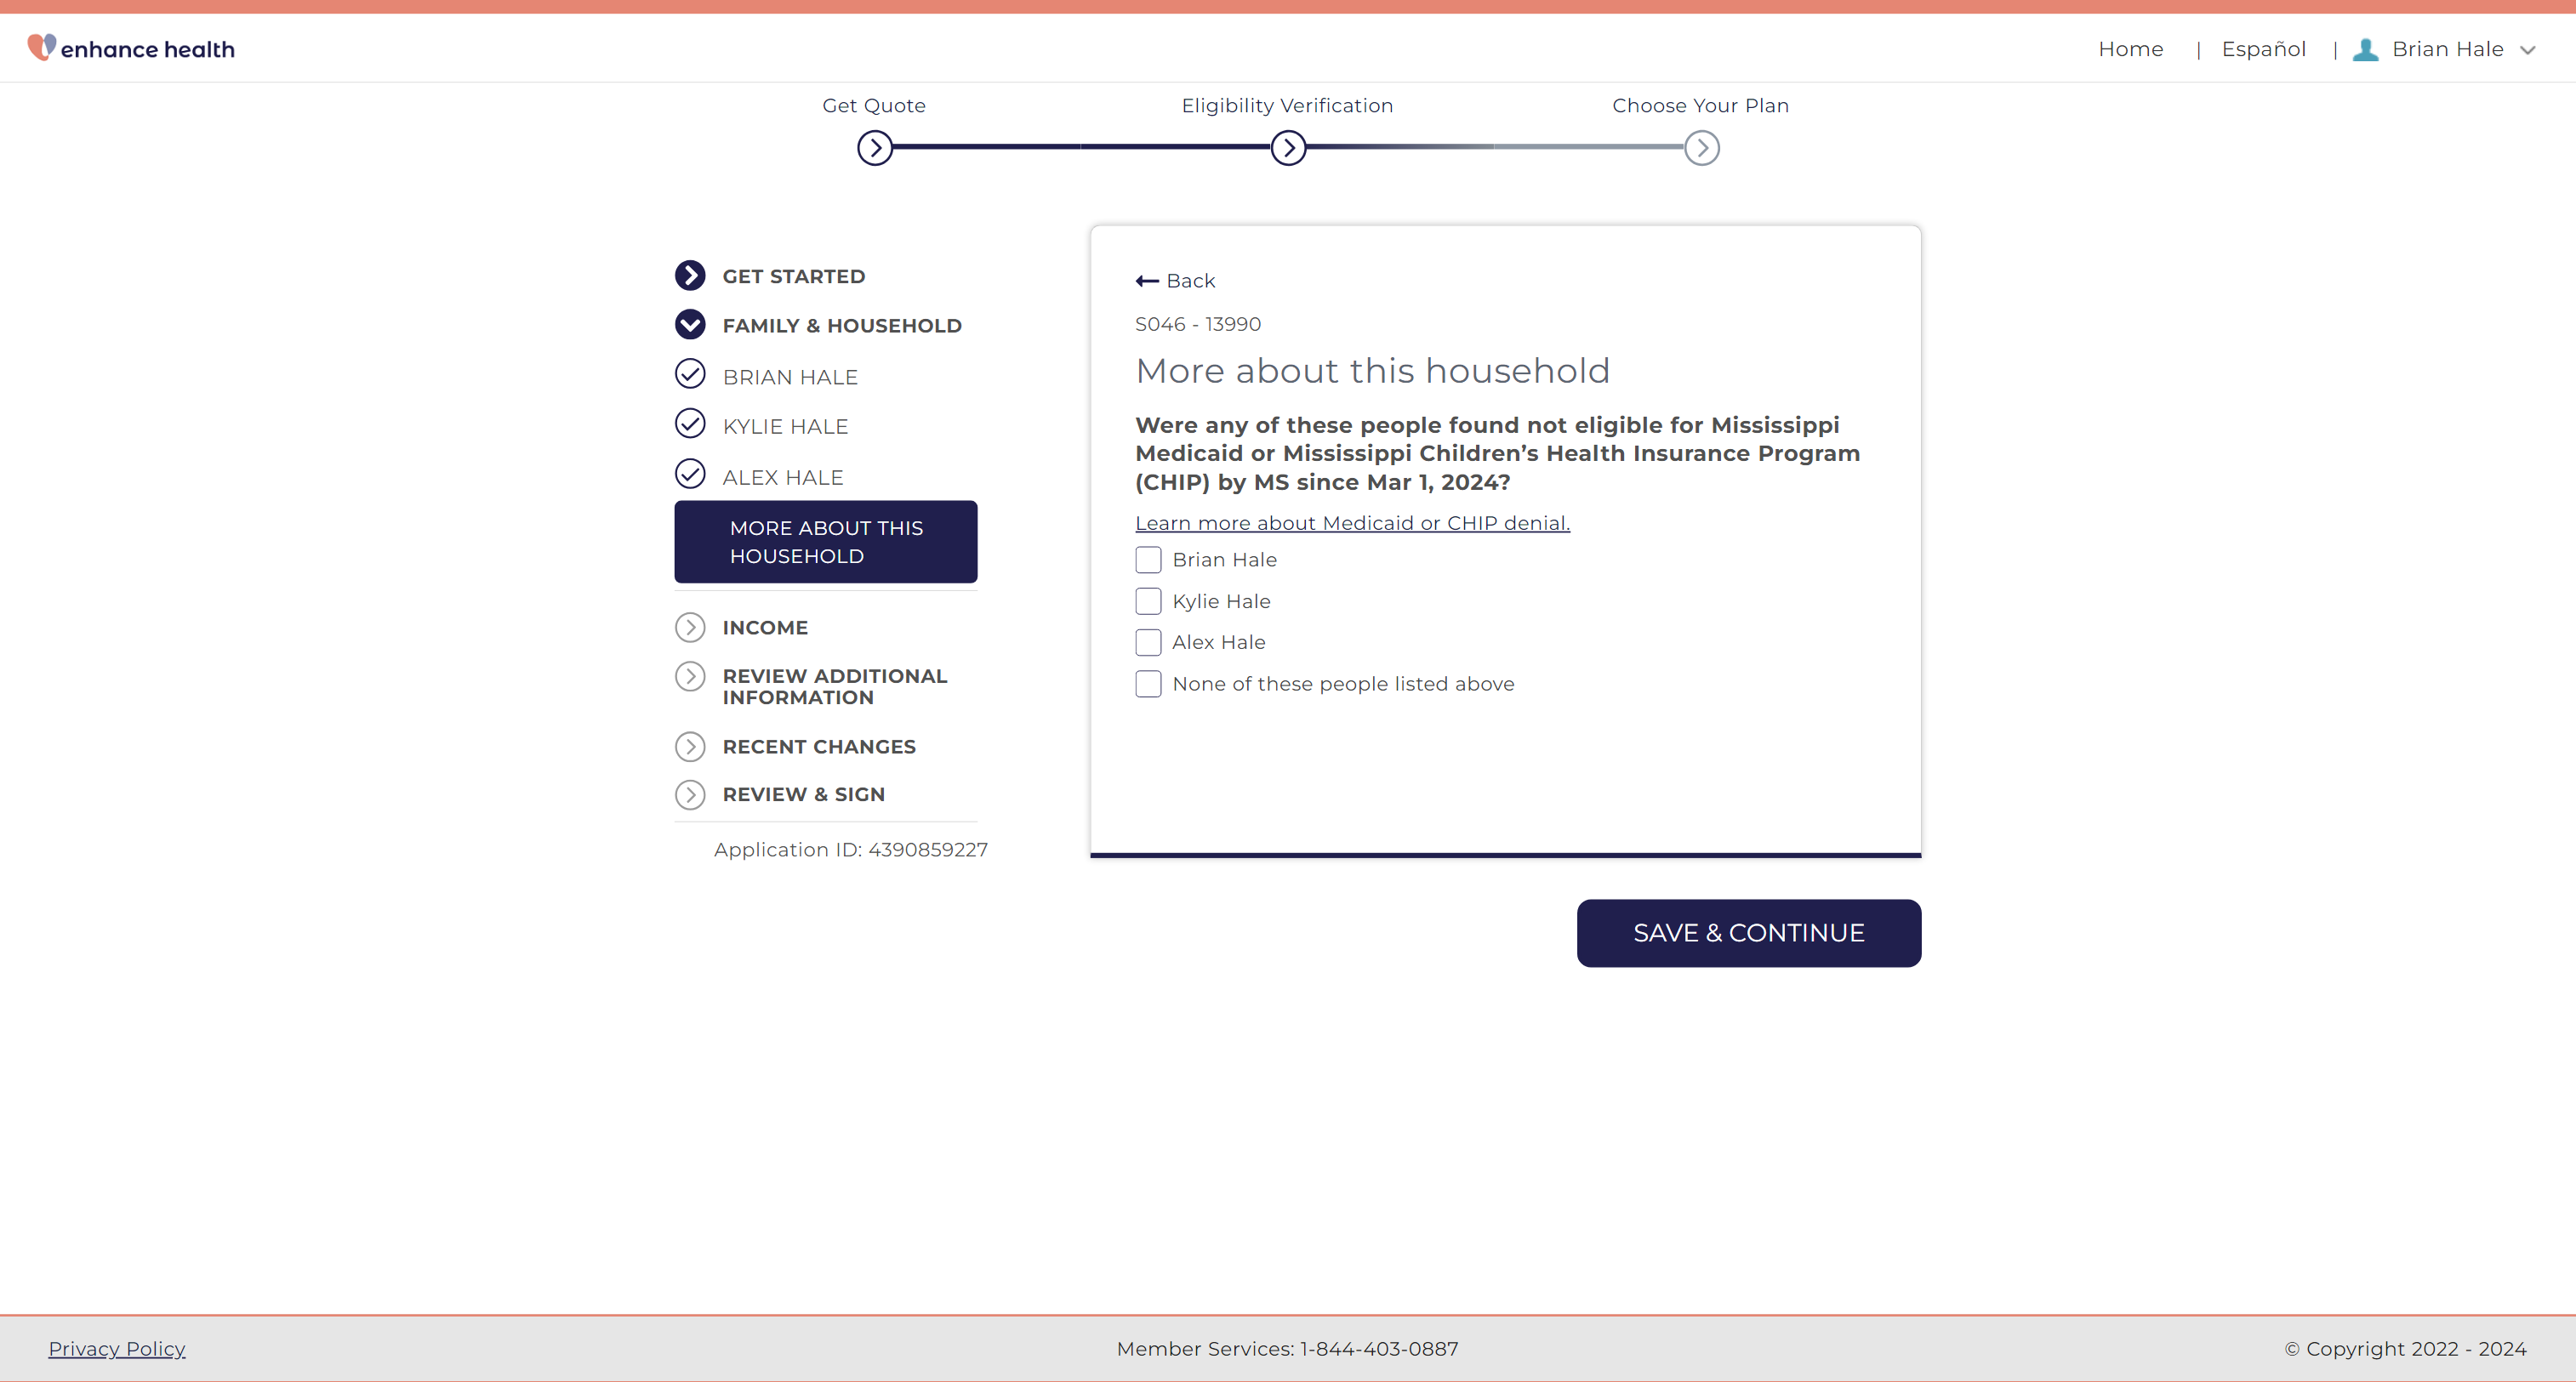 enhance health
Home | Español | Brian Hale
Get Quote
Eligibility Verification
Choose Your Plan
GET STARTED
FAMILY & HOUSEHOLD
BRIAN HALE
KYLIE HALE
ALEX HALE
MORE ABOUT THIS
HOUSEHOLD
INCOME
REVIEW ADDITIONAL
INFORMATION
RECENT CHANGES
REVIEW & SIGN
Application ID: 4390859227
Back
S046 - 13990
More about this household
Were any of these people found not eligible for Mississippi
Medicaid or Mississippi Children’s Health Insurance Program
(CHIP) by MS since Mar 1, 2024?
Learn more about Medicaid or CHIP denial.
Brian Hale
Kylie Hale
Alex Hale
None of these people listed above
SAVE & CONTINUE
Privacy Policy
Member Services: 1-844-403-0887
© Copyright 2022 - 2024